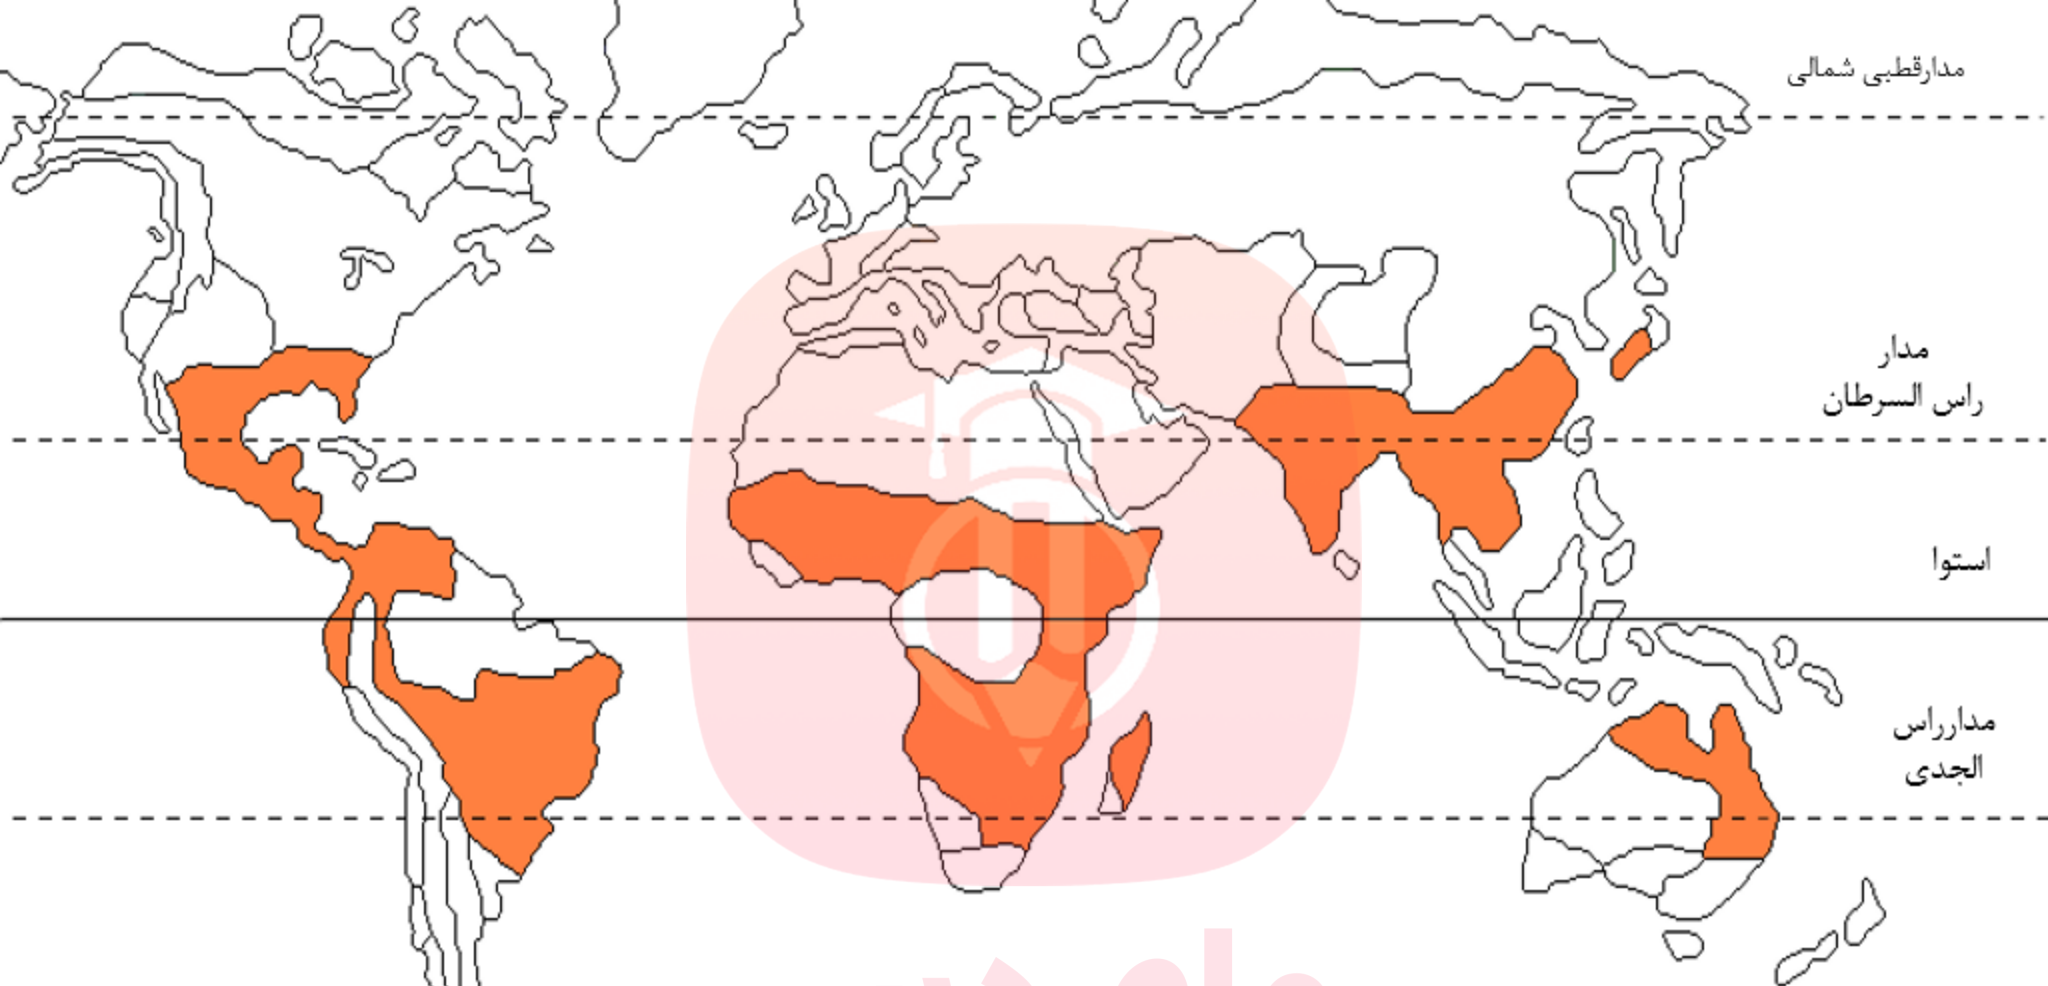 مدارقطبی شمالی
مدار
راس السرطان
استوا
مدارراس
الجدی